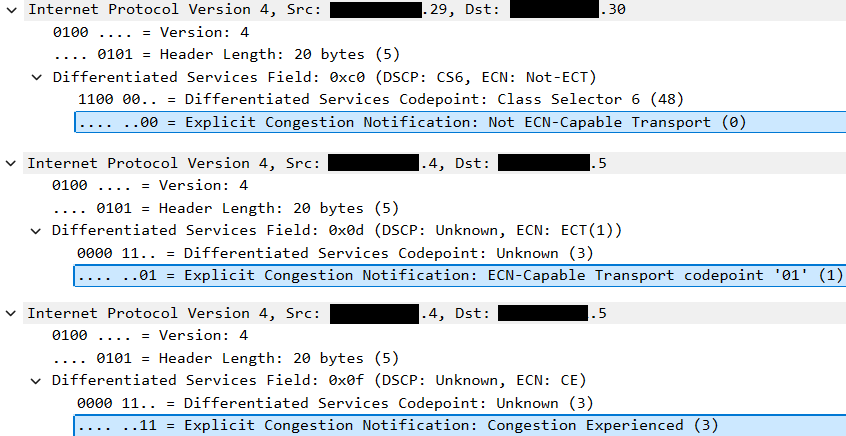 Internet Protocol Version 4, Src: .29, Dst: .30
0100 .... = Version: 4
.... 0101 = Header Length: 20 bytes (5)
Differentiated Services Field: 0xc0 (DSCP: CS6, ECN: Not-ECT)
1100 00.. = Differentiated Services Codepoint: Class Selector 6 (48)
.... ..00 = Explicit Congestion Notification: Not ECN-Capable Transport (0)
Internet Protocol Version 4, Src: .4, Dst: .5
0100 .... = Version: 4
.... 0101 = Header Length: 20 bytes (5)
Differentiated Services Field: 0x0d (DSCP: Unknown, ECN: ECT(1))
0000 11.. = Differentiated Services Codepoint: Unknown (3)
.... ..01 = Explicit Congestion Notification: ECN-Capable Transport codepoint '01' (1)
Internet Protocol Version 4, Src: .4, Dst: .5
0100 .... = Version: 4
.... 0101 = Header Length: 20 bytes (5)
Differentiated Services Field: 0x0f (DSCP: Unknown, ECN: CE)
0000 11.. = Differentiated Services Codepoint: Unknown (3)
.... ..11 = Explicit Congestion Notification: Congestion Experienced (3)